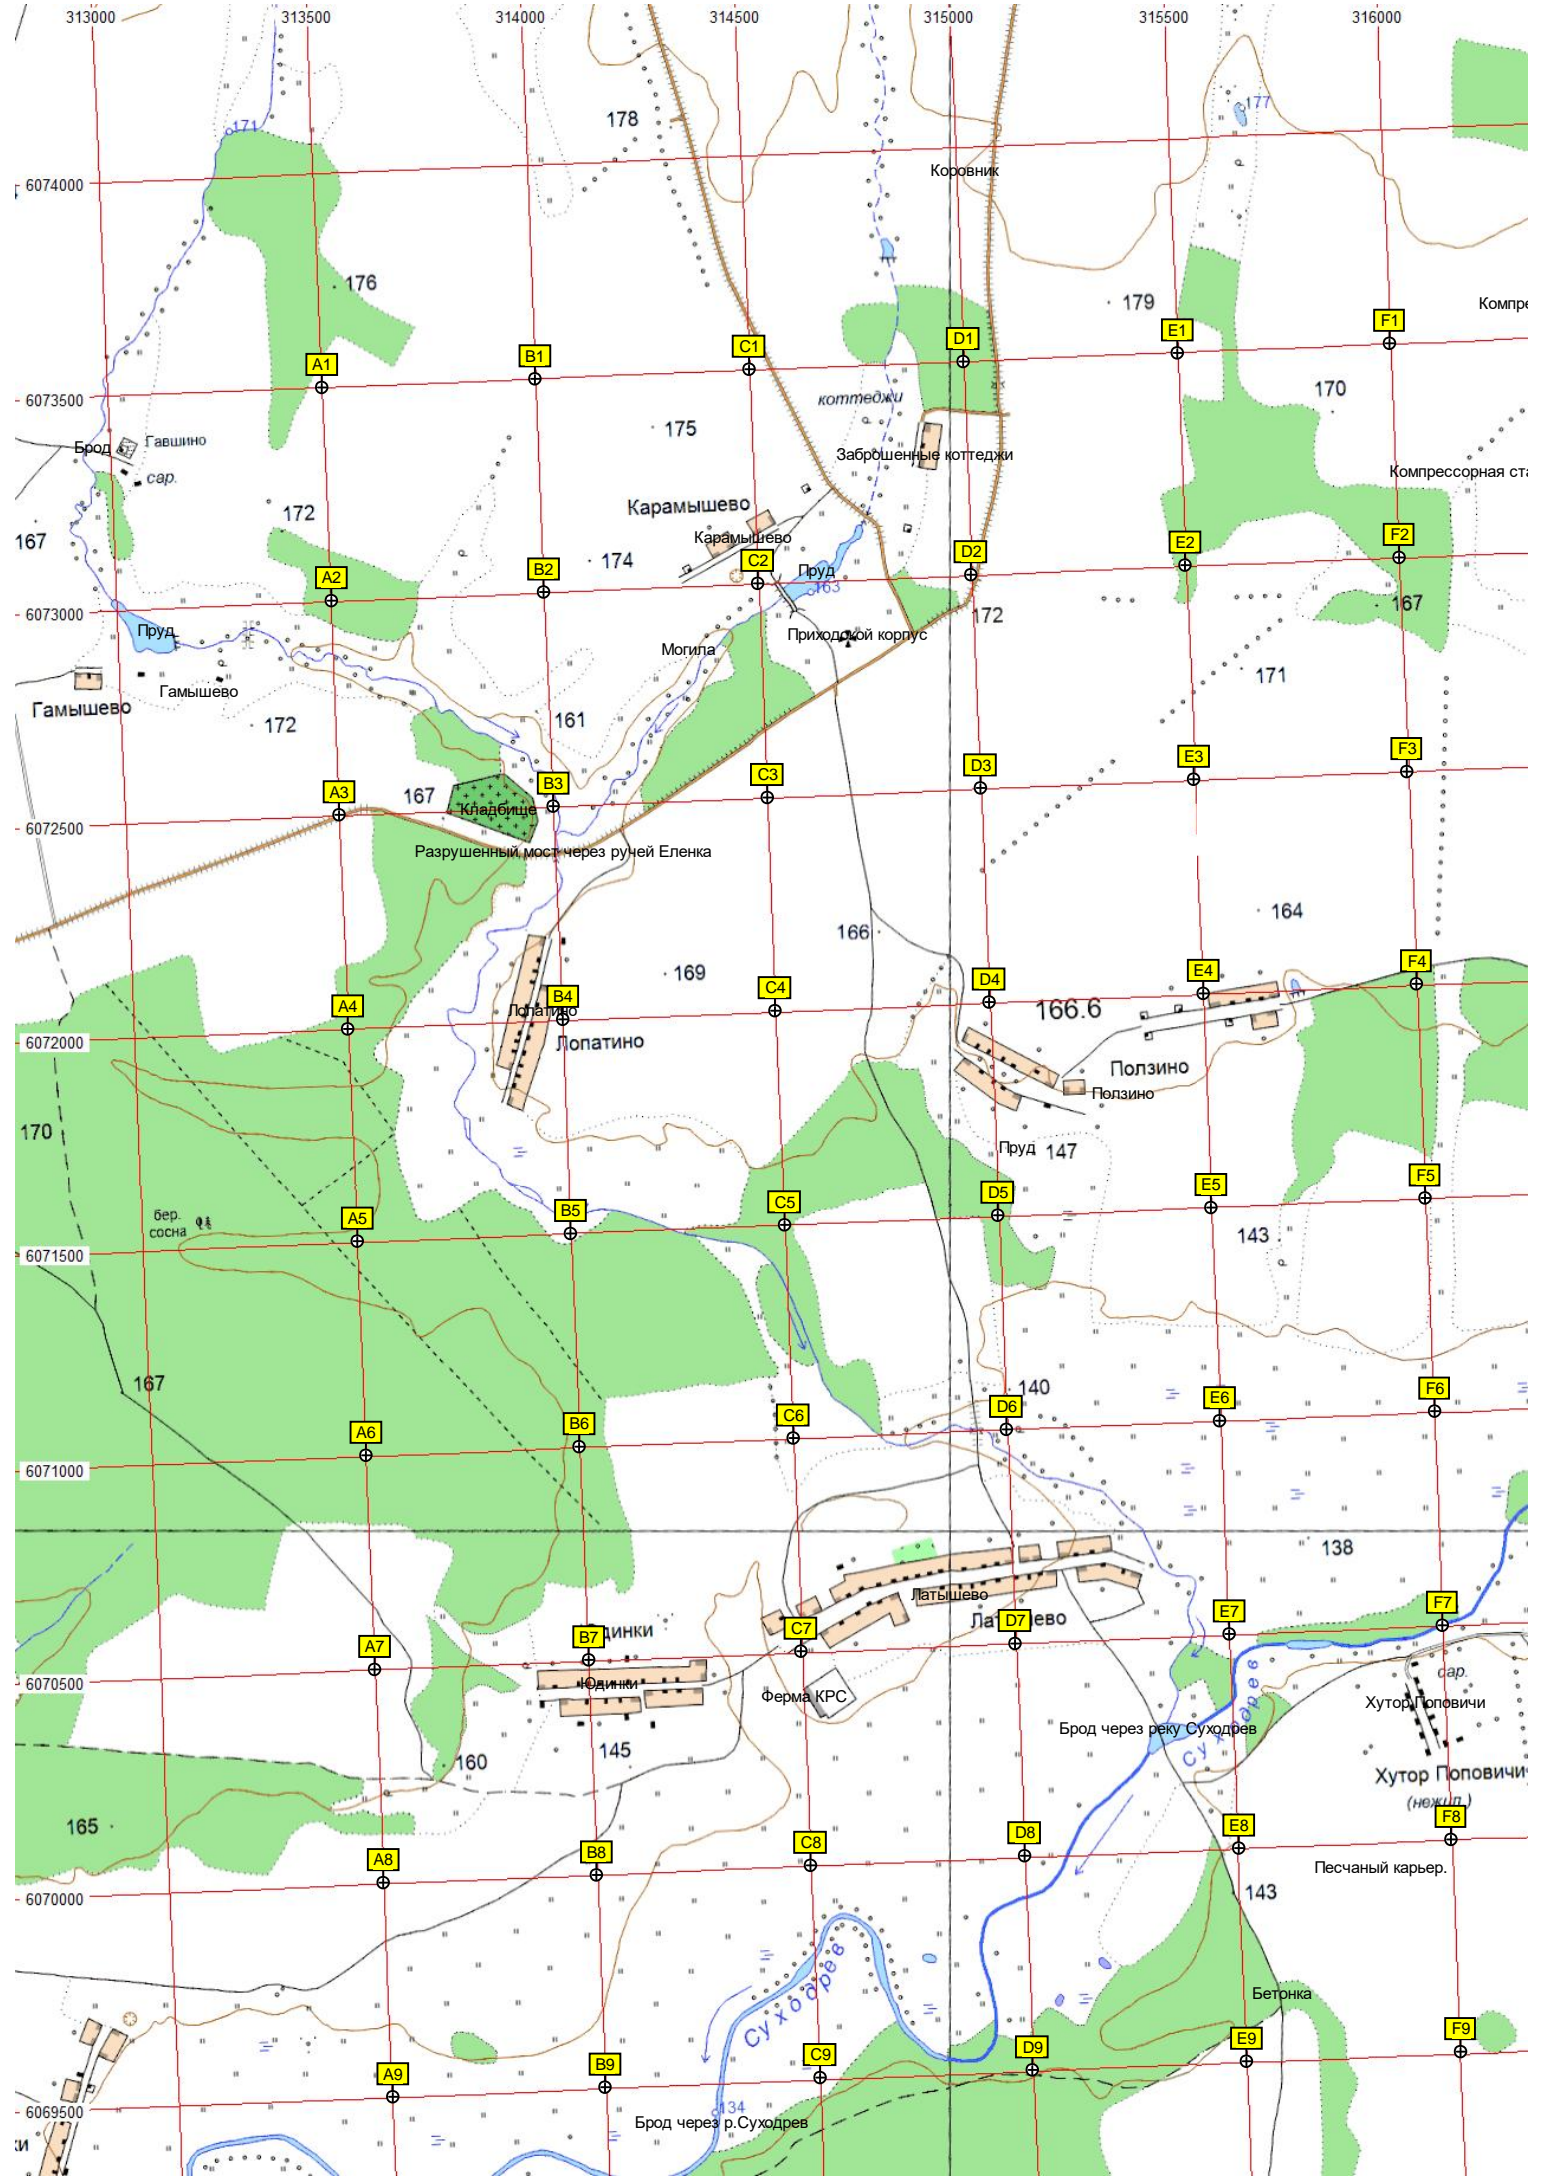 313000 313500 314000 314500 315000 315500 316000
171
178
177
Коровник
6074000
176
179
Компре
A1 B1 C1 D1 E1 F1
6073500
коттеджи
170
175
Брод
Гавшино
Заброшенные коттеджи
сар.
Компрессорная ста
Карамышево
172
167
Карамышево
174
A2 B2 C2 D2 E2 F2
Пруд
163
6073000
167
172
Пруд
Приходской корпус
Могила
171
Гамышево
Гамышево
172
161
A3 B3 C3 D3 E3 F3
167
Кладбище
6072500
Разрушенный мост через ручей Еленка
164
166
169
A4 B4 C4 D4 E4 F4
166.6
Лопатино
Лопатино
6072000
Ползино
Ползино
170
Пруд
147
A5 B5 C5 D5 E5 F5
бер.
сосна
143
6071500
167
140
A6 B6 C6 D6 E6 F6
6071000
138
Латышево
A7 B7 C7 D7 E7 F7
6070500
Юдинки
Ферма КРС
сар.
Хутор Поповичи
Брод через реку Суходрев
Суходрев
145
160
Хутор Поповичи
(нежил.)
165
A8 B8 C8 D8 E8 F8
Песчаный карьер.
6070000
143
Суходрев
Бетонка
A9 B9 C9 D9 E9 F9
6069500
134
Брод через р.Суходрев
ки